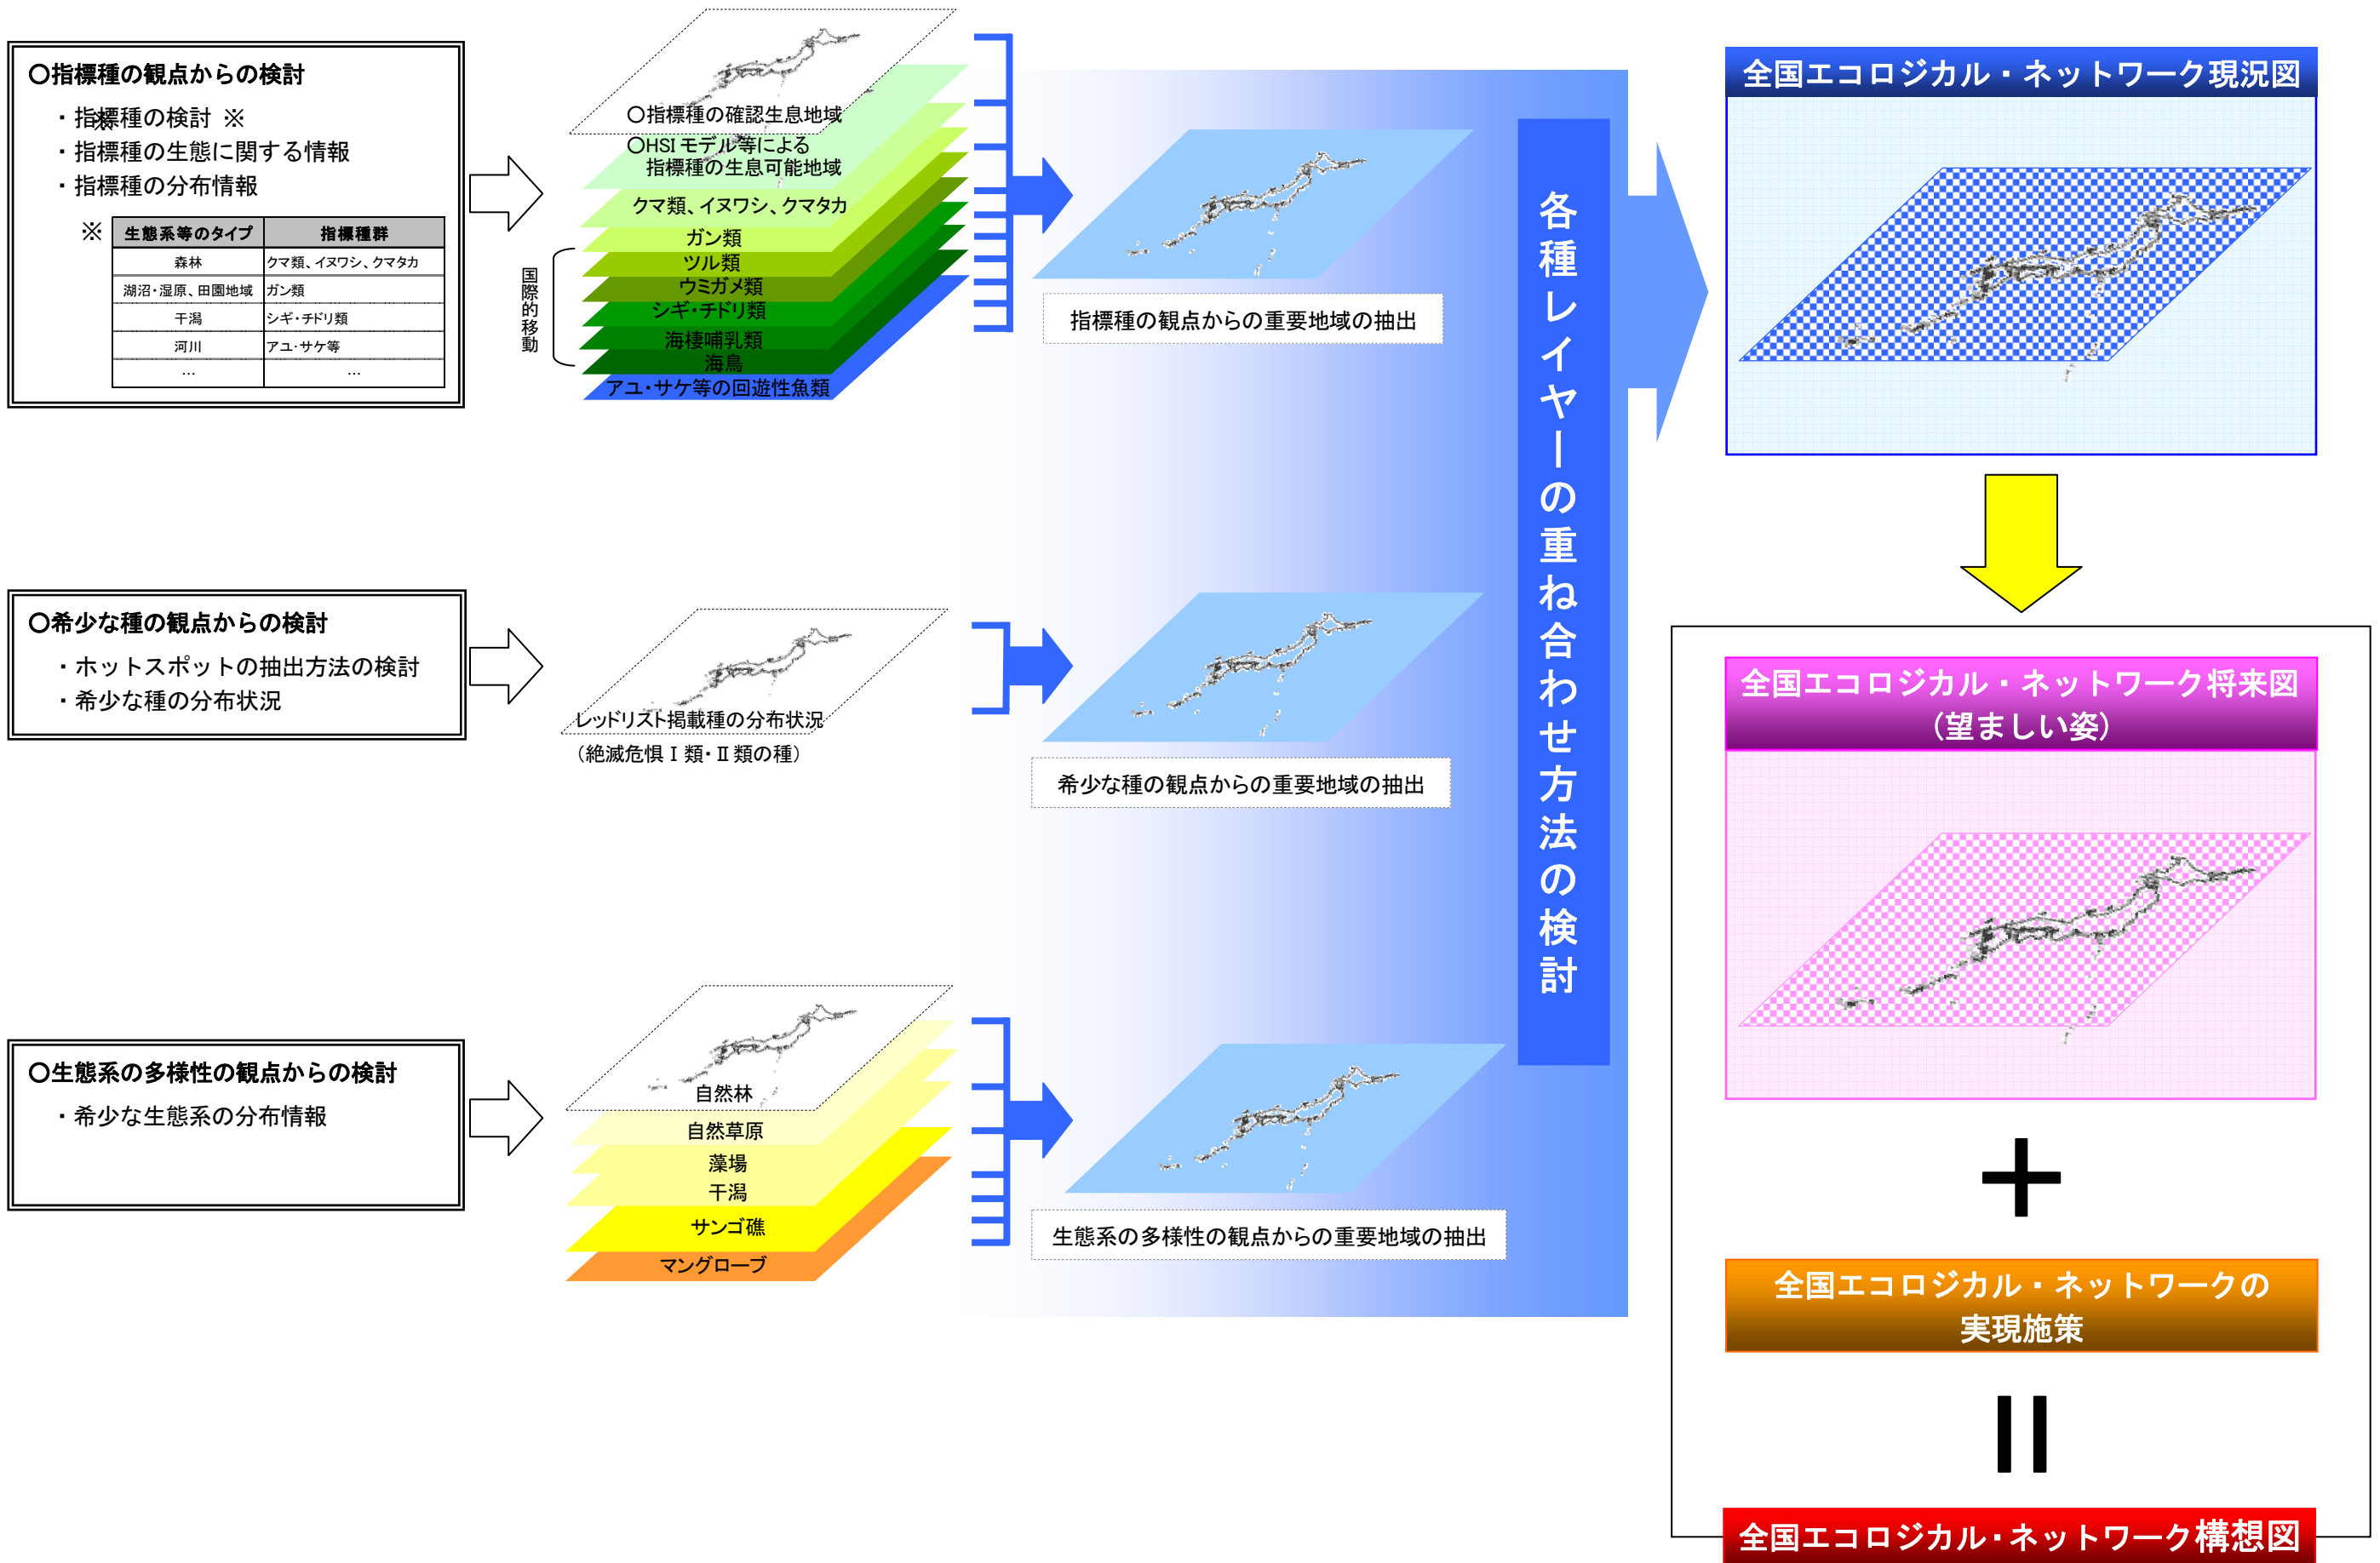 〇指標種の観点からの検討
・指標種の検討 ※
※
・指標種の生態に関する情報
・指標種の分布情報
※
生態系等のタイプ 指標種群
森林 クマ類、イヌワシ、クマタカ
湖沼・湿原、田園地域 ガン類
干潟 シギ・チドリ類
河川 アユ・サケ等
… …
〇指標種の確認生息地域
〇HSIモデル等による
指標種の生息可能地域
クマ類、イヌワシ、クマタカ
ガン類
ツル類
ウミガメ類
シギ・チドリ類
海棲哺乳類
海鳥
アユ・サケ等の回遊性魚類
国際的移動
指標種の観点からの重要地域の抽出
〇希少な種の観点からの検討
・ホットスポットの抽出方法の検討
・希少な種の分布状況
レッドリスト掲載種の分布状況
（絶滅危惧Ⅰ類・Ⅱ類の種）
希少な種の観点からの重要地域の抽出
〇生態系の多様性の観点からの検討
・希少な生態系の分布情報
自然林
自然草原
藻場
干潟
サンゴ礁
マングローブ
生態系の多様性の観点からの重要地域の抽出
各種レイヤーの重ね合わせ方法の検討
全国エコロジカル・ネットワーク現況図
全国エコロジカル・ネットワーク将来図
（望ましい姿）
＋
全国エコロジカル・ネットワークの
実現施策
＝
全国エコロジカル・ネットワーク構想図